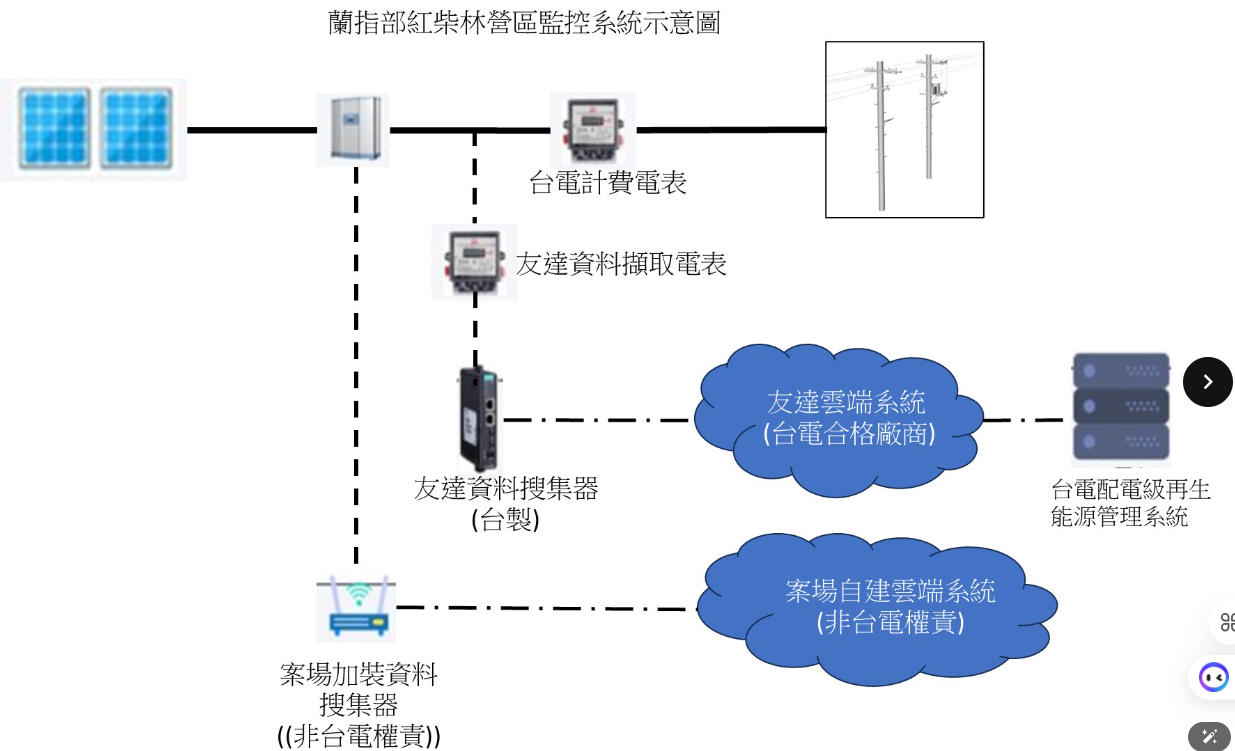 蘭指部紅柴林營區監控系統示意圖
台電計費電表
友達資料擷取電表
友達雲端系統
(台電合格廠商)
友達資料搜集器
(台製)
台電配電級再生
能源管理系統
案場自建雲端系統
(非台電權責)
案場加裝資料
搜集器
((非台電權責))